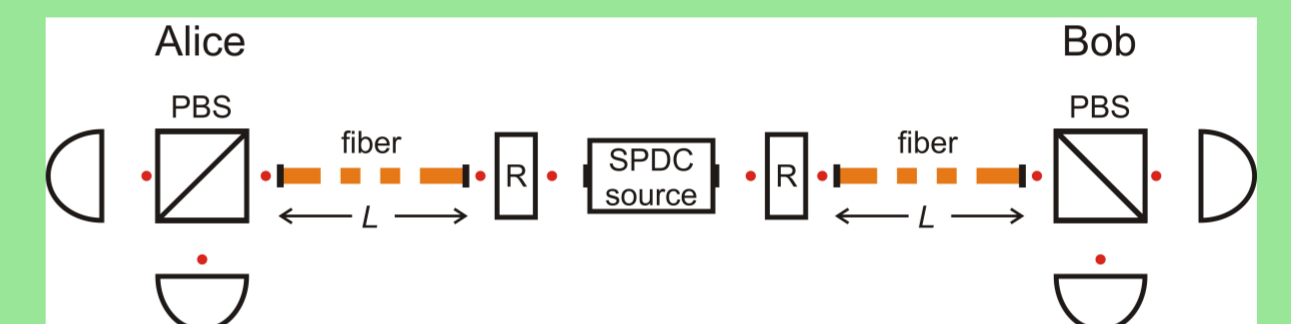 Alice
Bob
PBS
PBS
fiber
fiber
R
SPDC
source
R
L
L